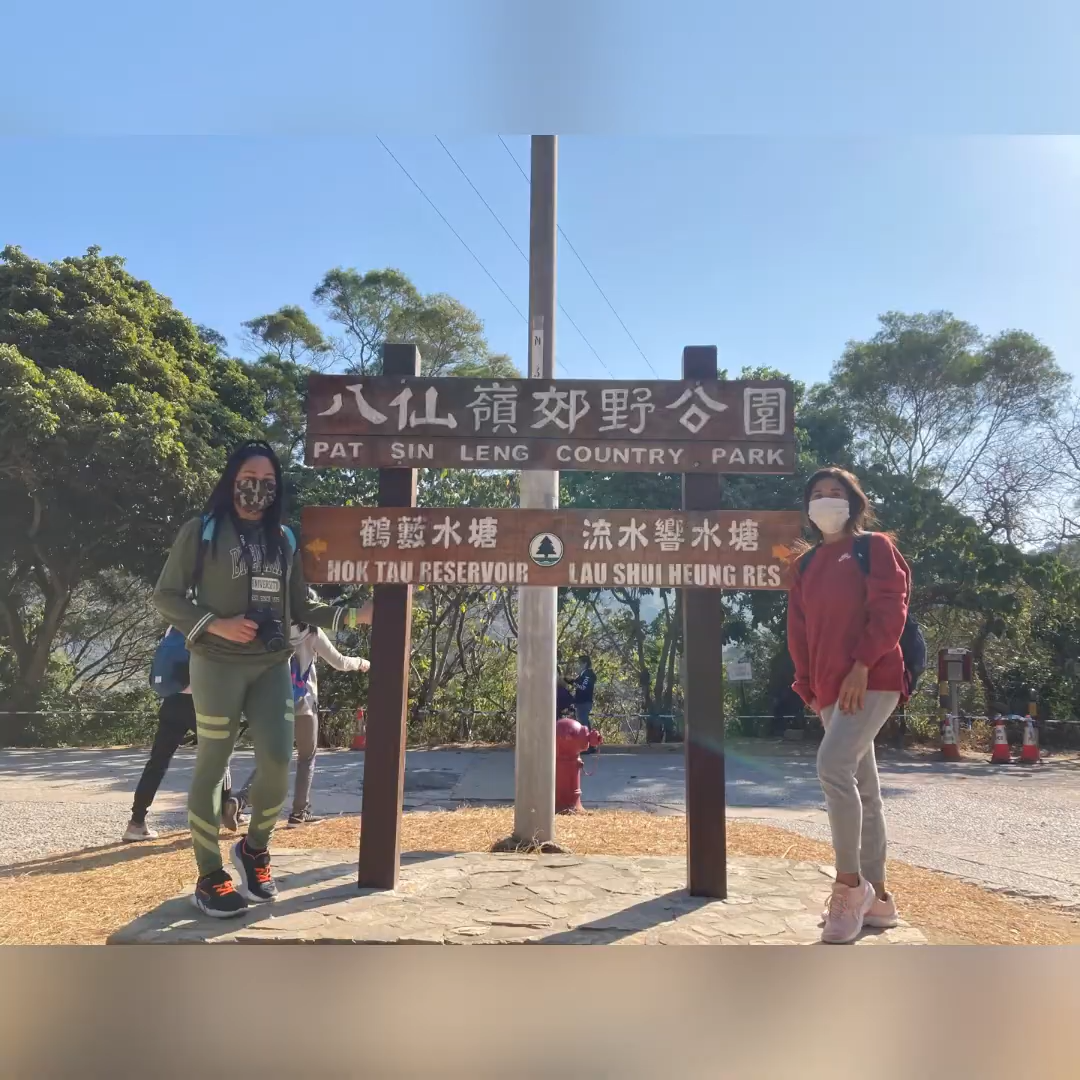 八仙嶺郊野公園
PAT SIN LENG COUNTRY PARK
鶴藪水塘
HOK TAU RESERVOIR
流水響水塘
LAU SHUI HEUNG RES